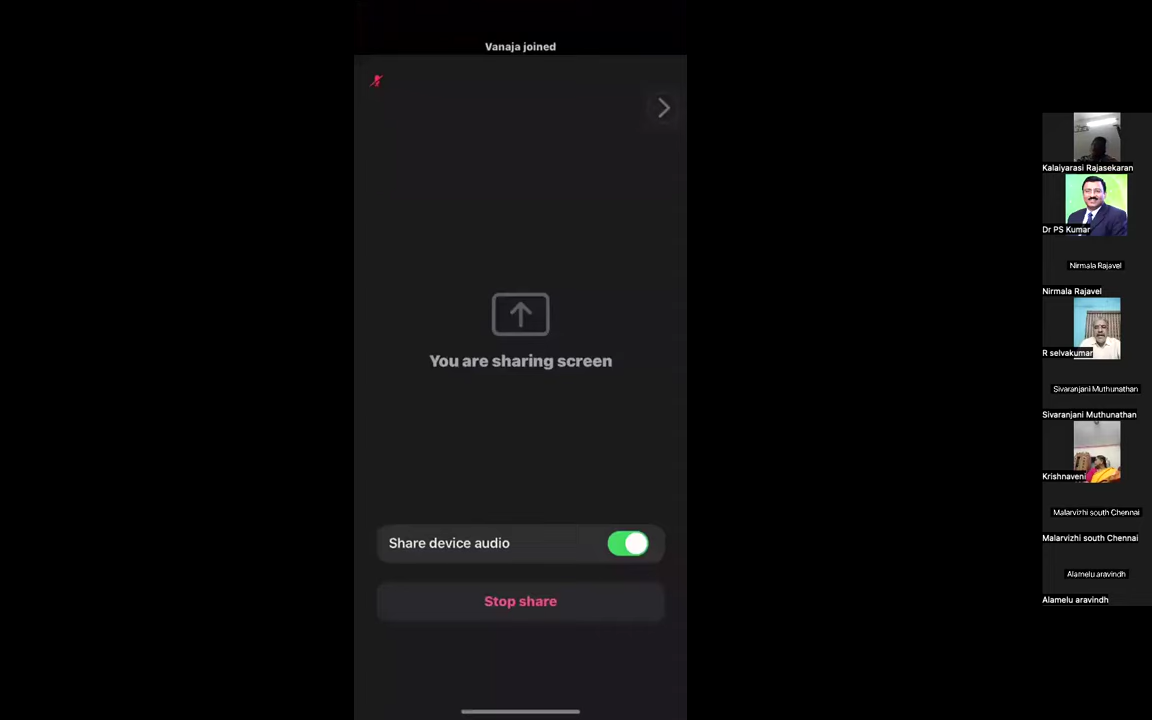 Vanaja joined
You are sharing screen
Share device audio
Stop share
Kalaiyarasi Rajasekaran
Dr PS Kumar
Nirmala Rajavel
Nirmala Rajavel
R selvakumar
Sivaranjani Muthunathan
Sivaranjani Muthunathan
Krishnaveni
Malarvizhi south Chennai
Malarvizhi south Chennai
Alamelu aravindh
Alamelu aravindh